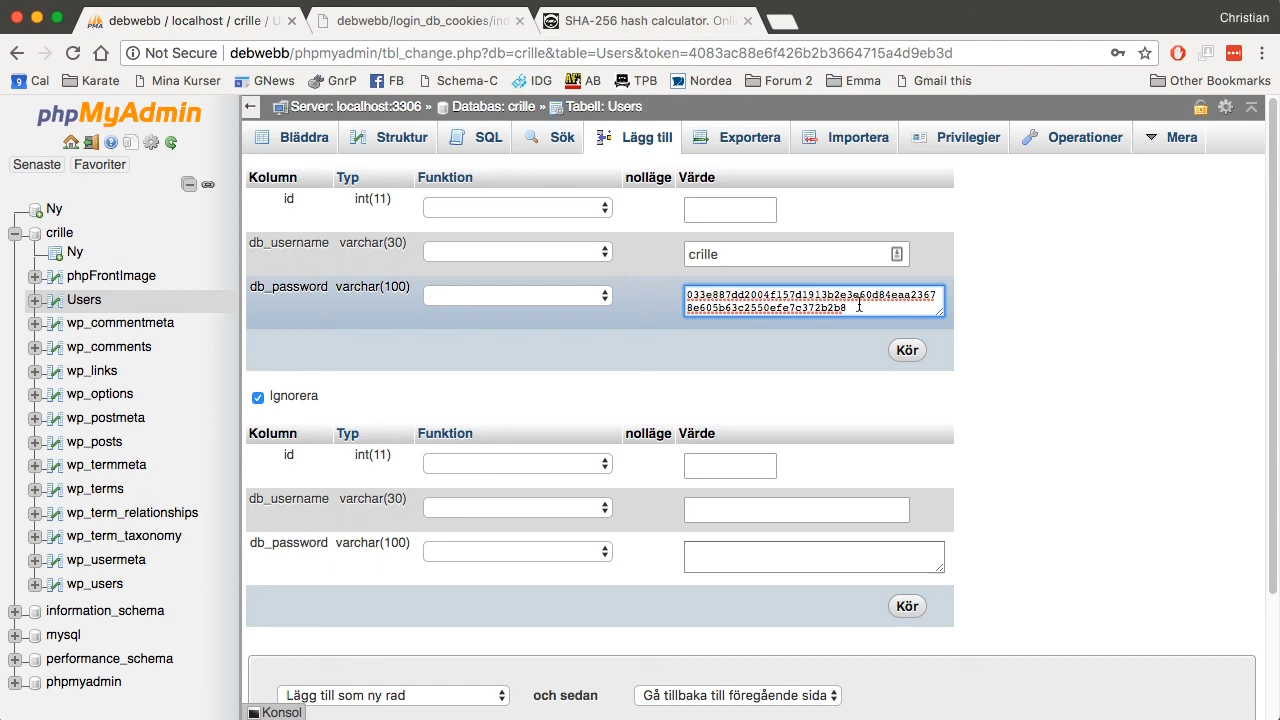 debwebb / localhost / crille / U
debwebb/login_db_cookies/ind
SHA-256 hash calculator. Onli
Christian
Not Secure
debwebb/phpmyadmin/tbl_change.php?db=crille&table=Users&token=4083ac88e6f426b2b3664715a4d9eb3d
9 Cal
Karate
Mina Kurser
GNews
GnrP
FB
Schema-C
IDG
AB
TPB
Nordea
Forum 2
Emma
Gmail this
Other Bookmarks
phpMyAdmin
Senaste
Favoriter
Ny
crille
Ny
phpFrontImage
Users
wp_commentmeta
wp_comments
wp_links
wp_options
wp_postmeta
wp_posts
wp_termmeta
wp_terms
wp_term_relationships
wp_term_taxonomy
wp_usermeta
wp_users
information_schema
mysql
performance_schema
phpmyadmin
Server: localhost:3306 » Databas: crille » Tabell: Users
Bläddra
Struktur
SQL
Sök
Lägg till
Exportera
Importera
Privilegier
Operationer
Mera
Kolumn Typ Funktion nolläge Värde
id int(11)
db_username varchar(30) crille
db_password varchar(100) 033e887dd2004f157d1913b2e3e60d84eaa2367
8e605b63c2550efe7c372b2b8
Kör
Ignorera
Kolumn Typ Funktion nolläge Värde
id int(11)
db_username varchar(30)
db_password varchar(100)
Kör
Lägg till som ny rad och sedan Gå tillbaka till föregående sida
Konsol